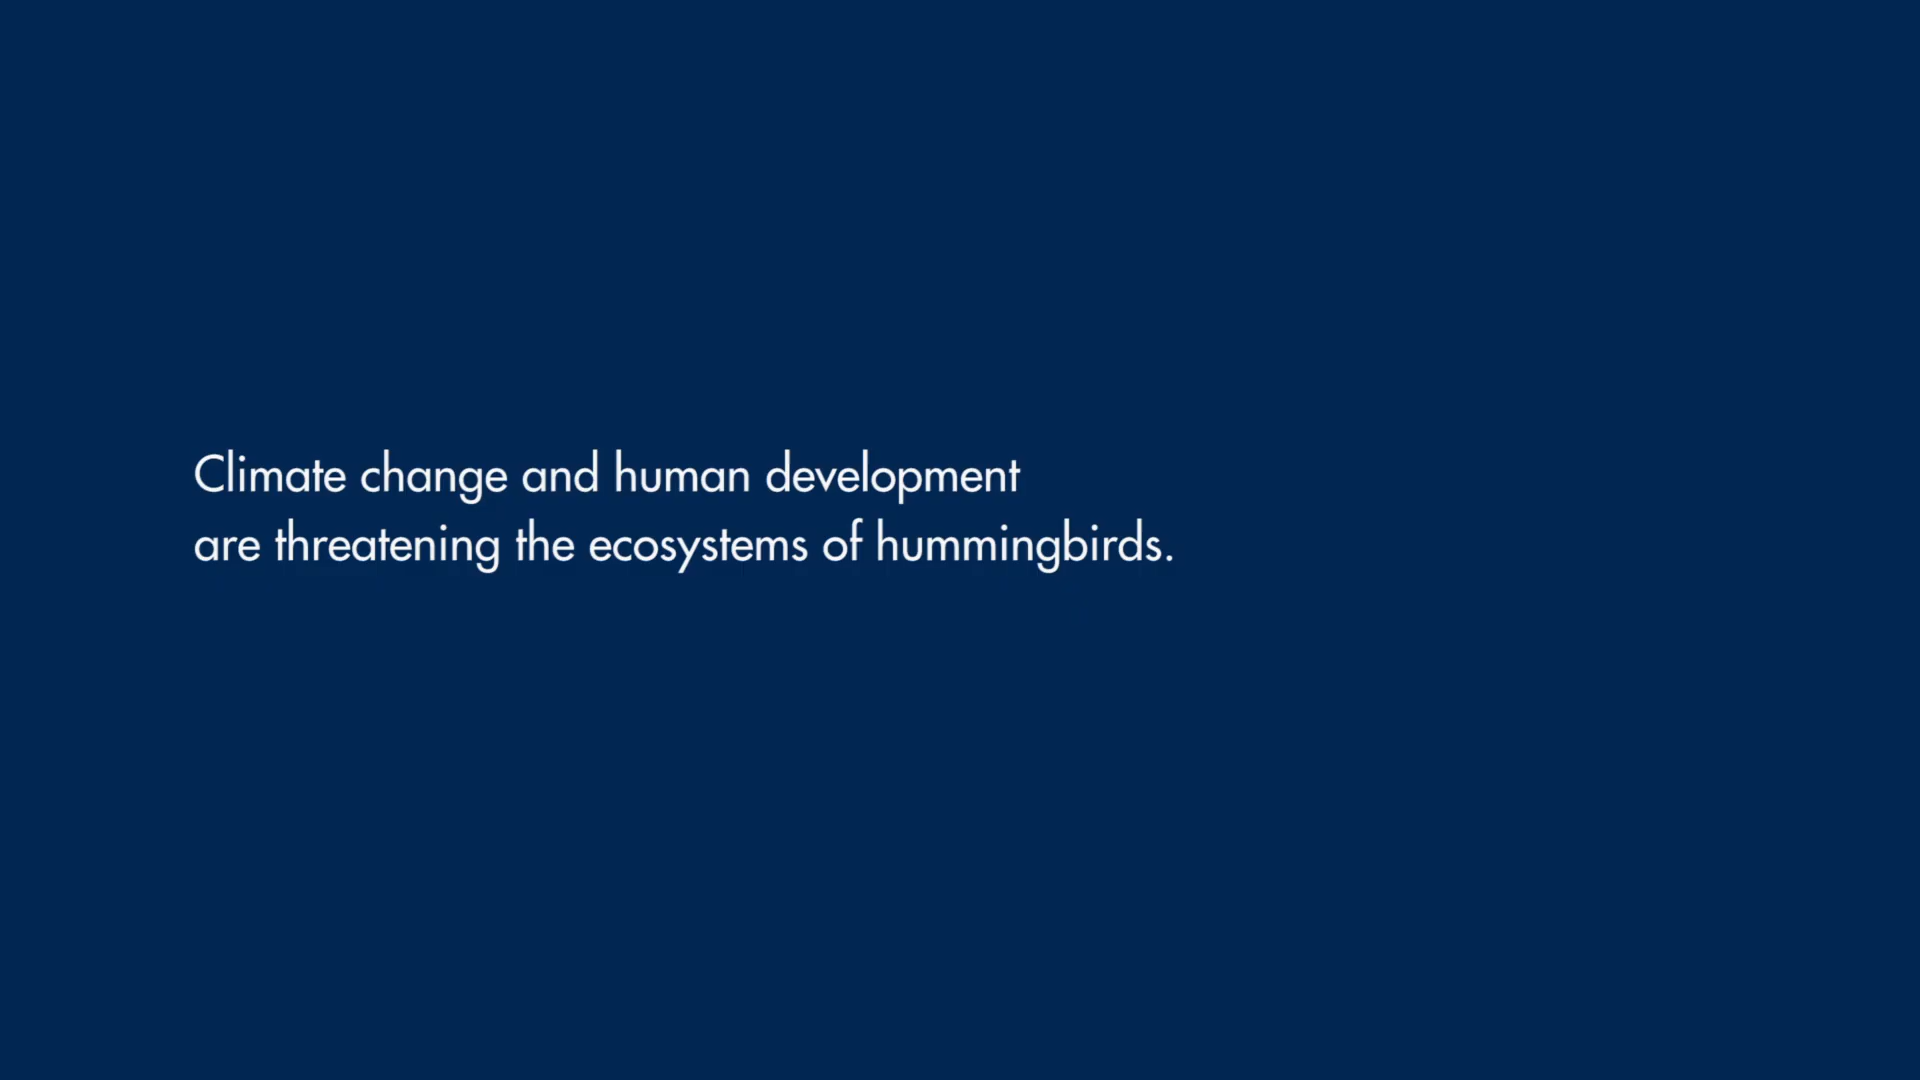 Climate change and human development
are threatening the ecosystems of hummingbirds.